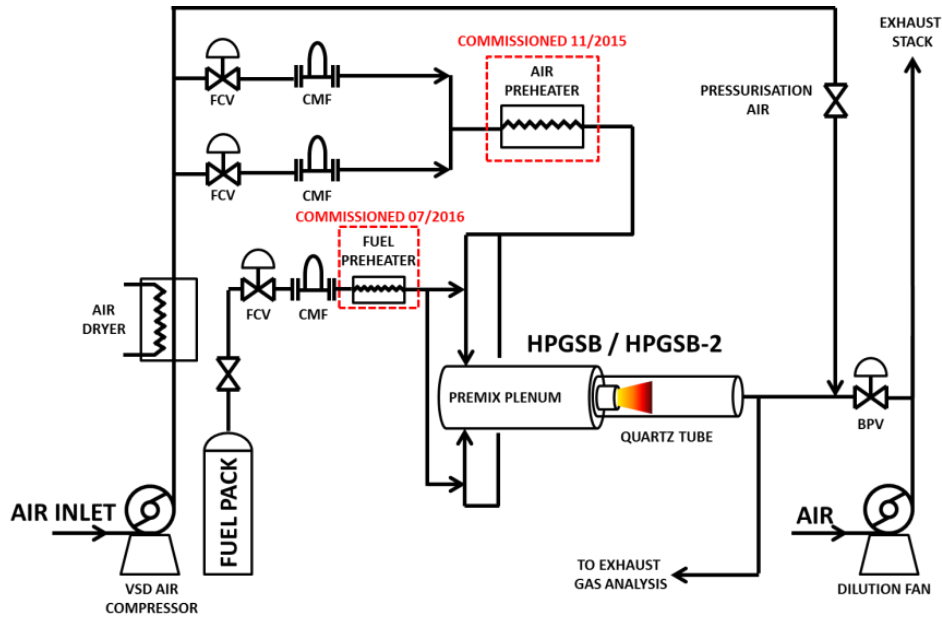 COMMISSIONED 11/2015
EXHAUST
STACK
AIR
PREHEATER
PRESSURISATION
AIR
FCV
CMF
FCV
CMF
COMMISSIONED 07/2016
FUEL
PREHEATER
FCV
CMF
AIR
DRYER
HPGSB / HPGSB-2
PREMIX PLENUM
QUARTZ TUBE
BPV
FUEL PACK
AIR INLET
AIR
TO EXHAUST
GAS ANALYSIS
VSD AIR
COMPRESSOR
DILUTION FAN